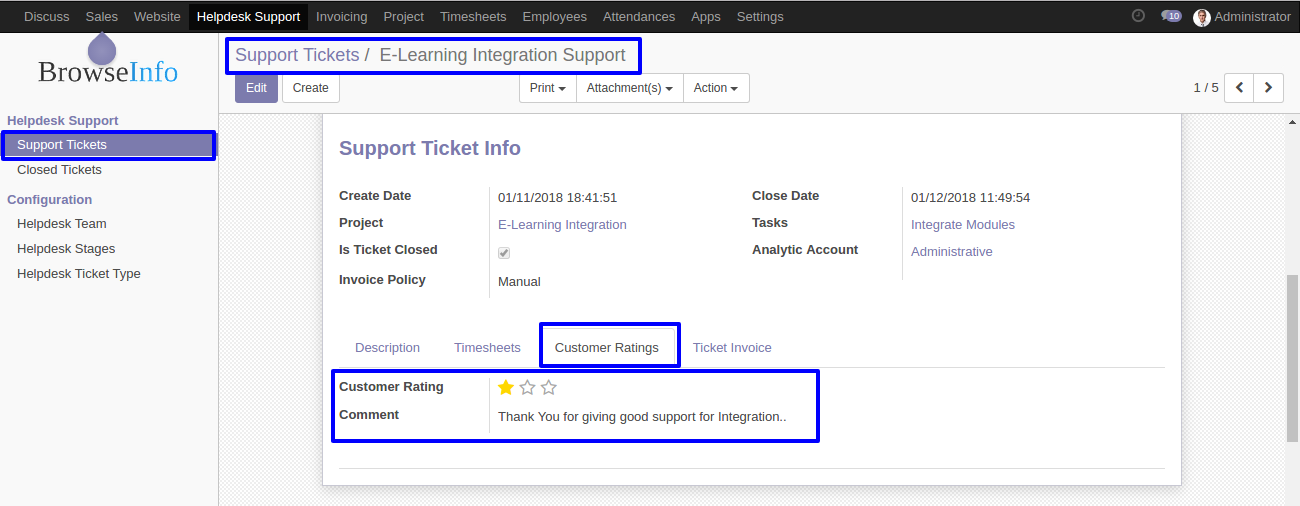 Discuss Sales Website Helpdesk Support Invoicing Project Timesheets Employees Attendances Apps Settings 10 Administrator
BrowseInfo
Support Tickets / E-Learning Integration Support
Edit Create Print Attachment(s) Action 1 / 5
Helpdesk Support
Support Tickets
Closed Tickets
Configuration
Helpdesk Team
Helpdesk Stages
Helpdesk Ticket Type
Support Ticket Info
Create Date 01/11/2018 18:41:51 Close Date 01/12/2018 11:49:54
Project E-Learning Integration Tasks Integrate Modules
Is Ticket Closed Analytic Account Administrative
Invoice Policy Manual
Description Timesheets Customer Ratings Ticket Invoice
Customer Rating
Comment Thank You for giving good support for Integration..